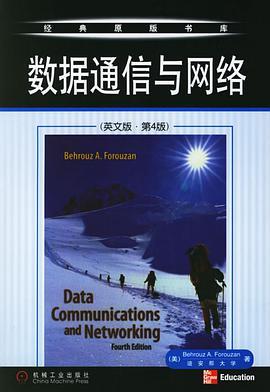 经典原版书库
数据通信与网络
(英文版·第4版)
Behrouz A. Forouzan
Data
Communications
and Networking
Fourth Edition
(美) Behrouz A. Forouzan 著
迪安那大学
机械工业出版社
China Machine Press
Mc
Graw
Hill
Education